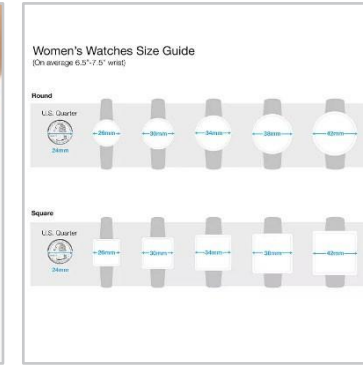 Women's Watches Size Guide
(On average 6.5"-7.5" wrist)
Round
U.S. Quarter
24mm
26mm
30mm
34mm
38mm
42mm
Square
U.S. Quarter
24mm
26mm
30mm
34mm
38mm
42mm